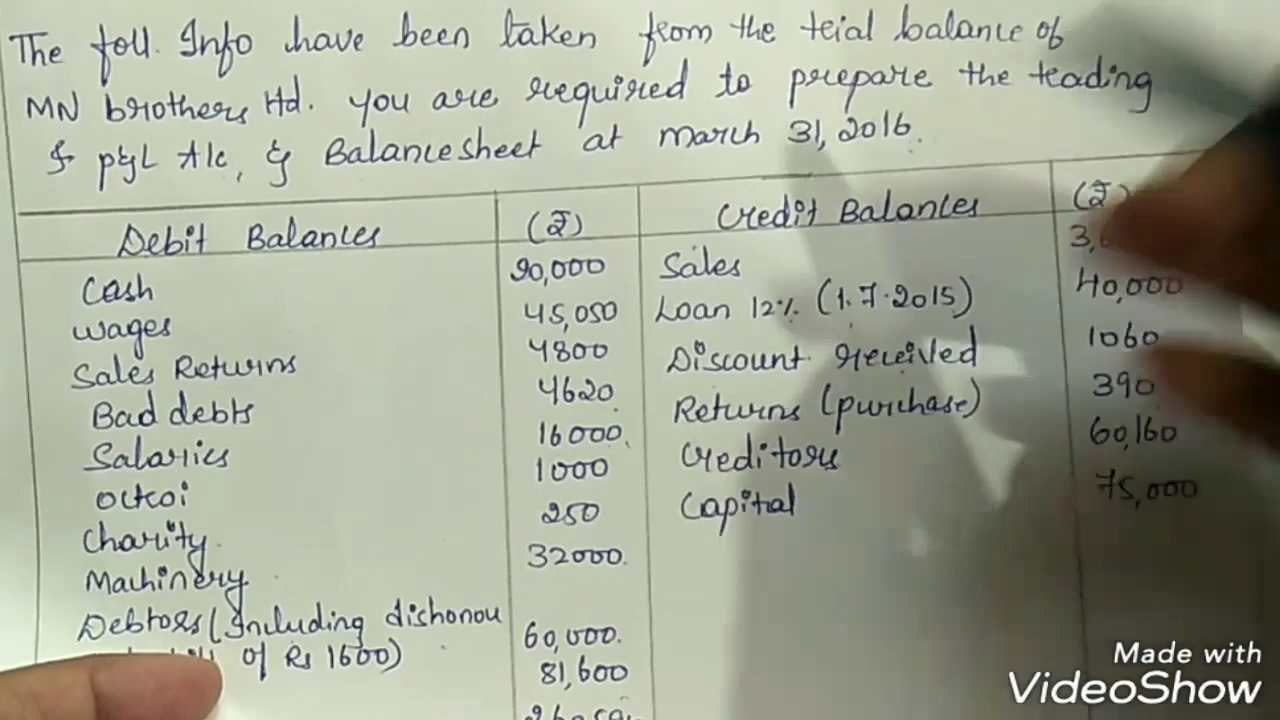 The foll. Info have been taken from the trial balance of
MN brothers ltd. you are required to prepare the trading
& p&L A/c, & Balance sheet at march 31, 2016.
Debit Balances (₹) Credit Balances (₹)
Cash 90,000 Sales
wages 45,050 Loan 12% (1.7.2015) 40,000
Sales Returns 4800 Discount received 1060
Bad debts 4620 Returns (purchase) 390
Salaries 16000. Creditors 60,160
octroi 1000 Capital 75,000
Charity. 250
Machinery 32000.
Debtors (Including dishonou 60,000.
of Rs 1600) 81,600
Made with
VideoShow